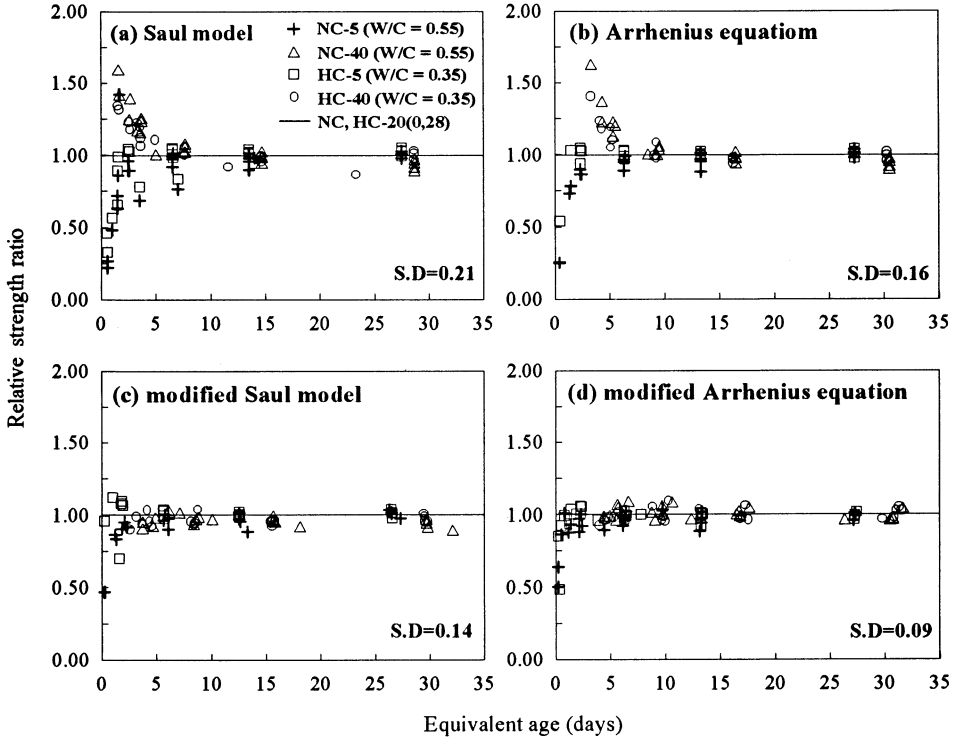 (a) Saul model
NC-5 (W/C = 0.55)
NC-40 (W/C = 0.55)
HC-5 (W/C = 0.35)
HC-40 (W/C = 0.35)
NC, HC-20(0,28)
S.D=0.21
2.00
1.50
1.00
0.50
0.00
0 5 10 15 20 25 30 35
(b) Arrhenius equatiom
S.D=0.16
2.00
1.50
1.00
0.50
0.00
0 5 10 15 20 25 30 35
Relative strength ratio
(c) modified Saul model
S.D=0.14
2.00
1.50
1.00
0.50
0.00
0 5 10 15 20 25 30 35
(d) modified Arrhenius equation
S.D=0.09
2.00
1.50
1.00
0.50
0.00
0 5 10 15 20 25 30 35
Equivalent age (days)